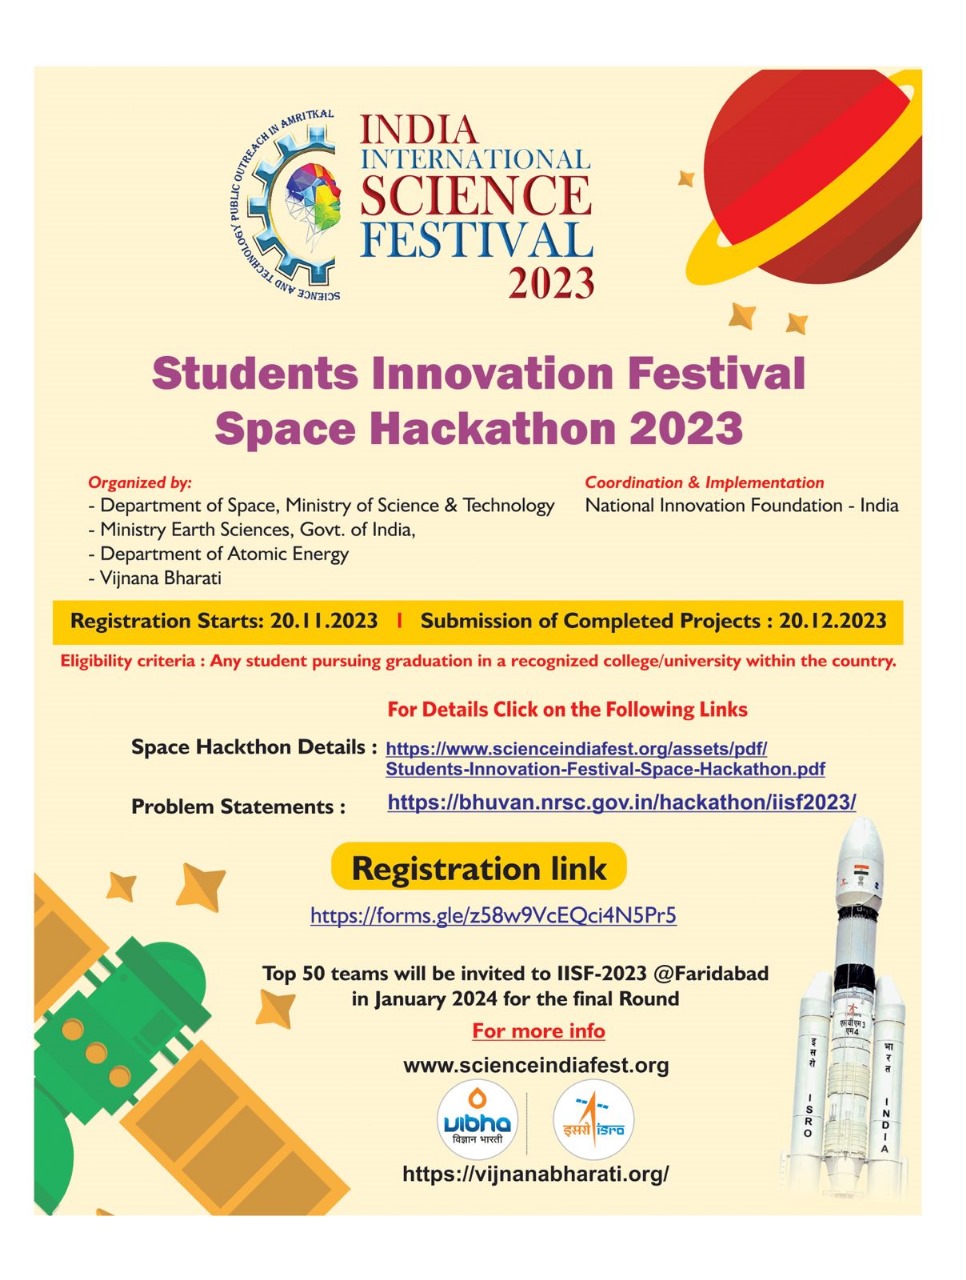 SCIENCE AND TECHNOLOGY PUBLIC OUTREACH IN AMRITKAL
INDIA
INTERNATIONAL
SCIENCE
FESTIVAL
2023
Students Innovation Festival
Space Hackathon 2023
Organized by:
- Department of Space, Ministry of Science & Technology
- Ministry Earth Sciences, Govt. of India,
- Department of Atomic Energy
- Vijnana Bharati
Coordination & Implementation
National Innovation Foundation - India
Registration Starts: 20.11.2023 | Submission of Completed Projects : 20.12.2023
Eligibility criteria : Any student pursuing graduation in a recognized college/university within the country.
For Details Click on the Following Links
Space Hackthon Details : https://www.scienceindiafest.org/assets/pdf/
Students-Innovation-Festival-Space-Hackathon.pdf
Problem Statements : https://bhuvan.nrsc.gov.in/hackathon/iisf2023/
Registration link
https://forms.gle/z58w9VcEQci4N5Pr5
Top 50 teams will be invited to IISF-2023 @Faridabad
in January 2024 for the final Round
For more info
www.scienceindiafest.org
vibha
विज्ञान भारती
इसरो isro
https://vijnanabharati.org/
एलवीएम3
एम4
इसरो
ISRO
भारत
INDIA